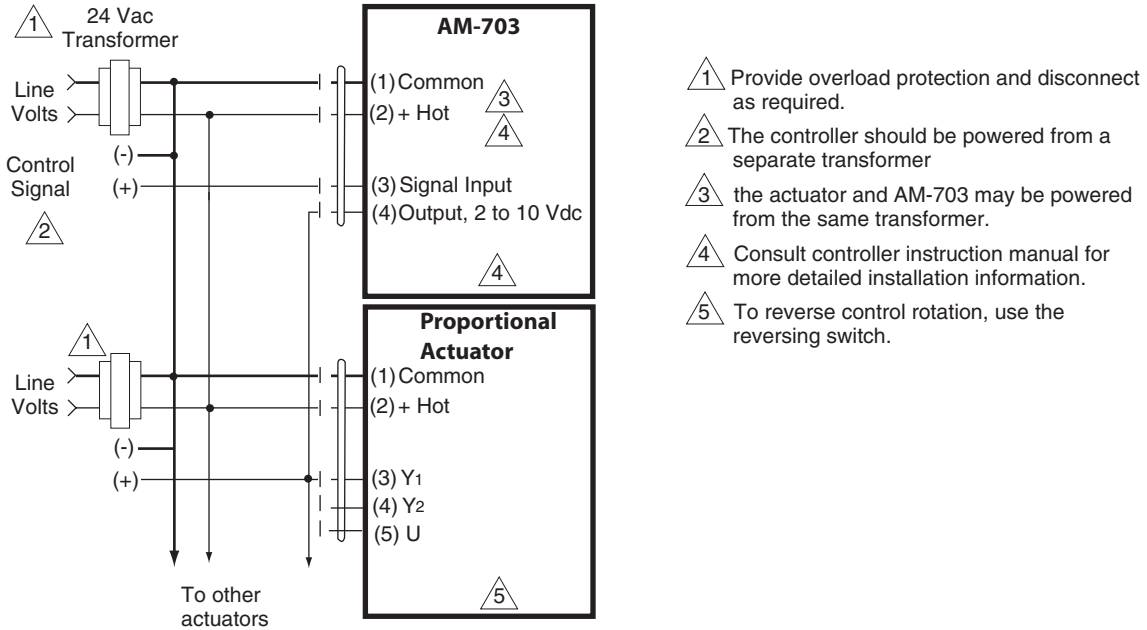 1
24 Vac
Transformer
Line
Volts
(-)
Control
Signal
(+)
2
AM-703
(1) Common
3
(2) + Hot
4
(3) Signal Input
(4) Output, 2 to 10 Vdc
4
1
Line
Volts
(-)
(+)
Proportional
Actuator
(1) Common
(2) + Hot
(3) Y1
(4) Y2
(5) U
5
To other
actuators
1 Provide overload protection and disconnect
as required.
2 The controller should be powered from a
separate transformer
3 the actuator and AM-703 may be powered
from the same transformer.
4 Consult controller instruction manual for
more detailed installation information.
5 To reverse control rotation, use the
reversing switch.